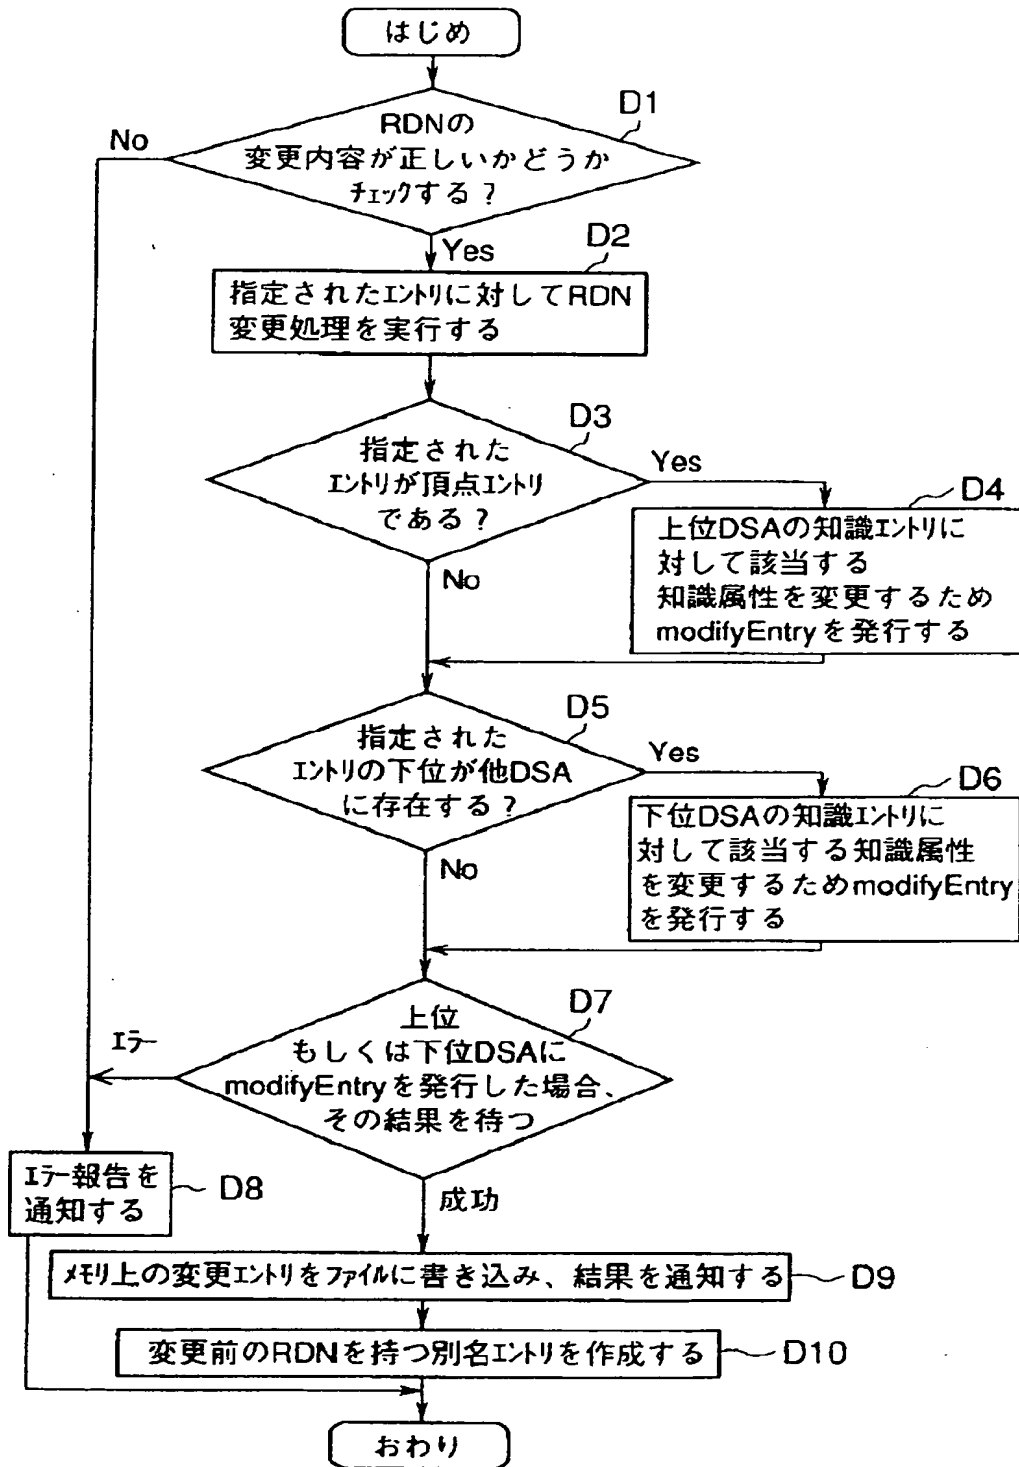 はじめ
D1
No
RDNの
変更内容が正しいかどうか
チェックする?
Yes
D2
指定されたエントリに対してRDN
変更処理を実行する
D3
指定された
エントリが頂点エントリ
である?
Yes
D4
上位DSAの知識エントリに
対して該当する
知識属性を変更するため
modifyEntryを発行する
No
D5
指定された
エントリの下位が他DSA
に存在する?
Yes
D6
下位DSAの知識エントリに
対して該当する知識属性
を変更するためmodifyEntry
を発行する
No
D7
上位
もしくは下位DSAに
modifyEntryを発行した場合、
その結果を待つ
エラー
エラー報告を
通知する
D8
成功
メモリ上の変更エントリをファイルに書き込み、結果を通知する
D9
変更前のRDNを持つ別名エントリを作成する
D10
おわり